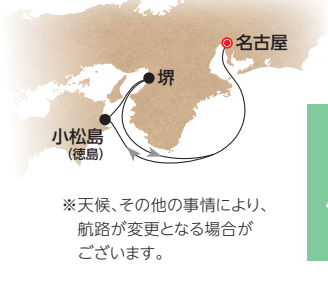 名古屋
堺
小松島
(徳島)
※天候、その他の事情により、
航路が変更となる場合が
ございます。